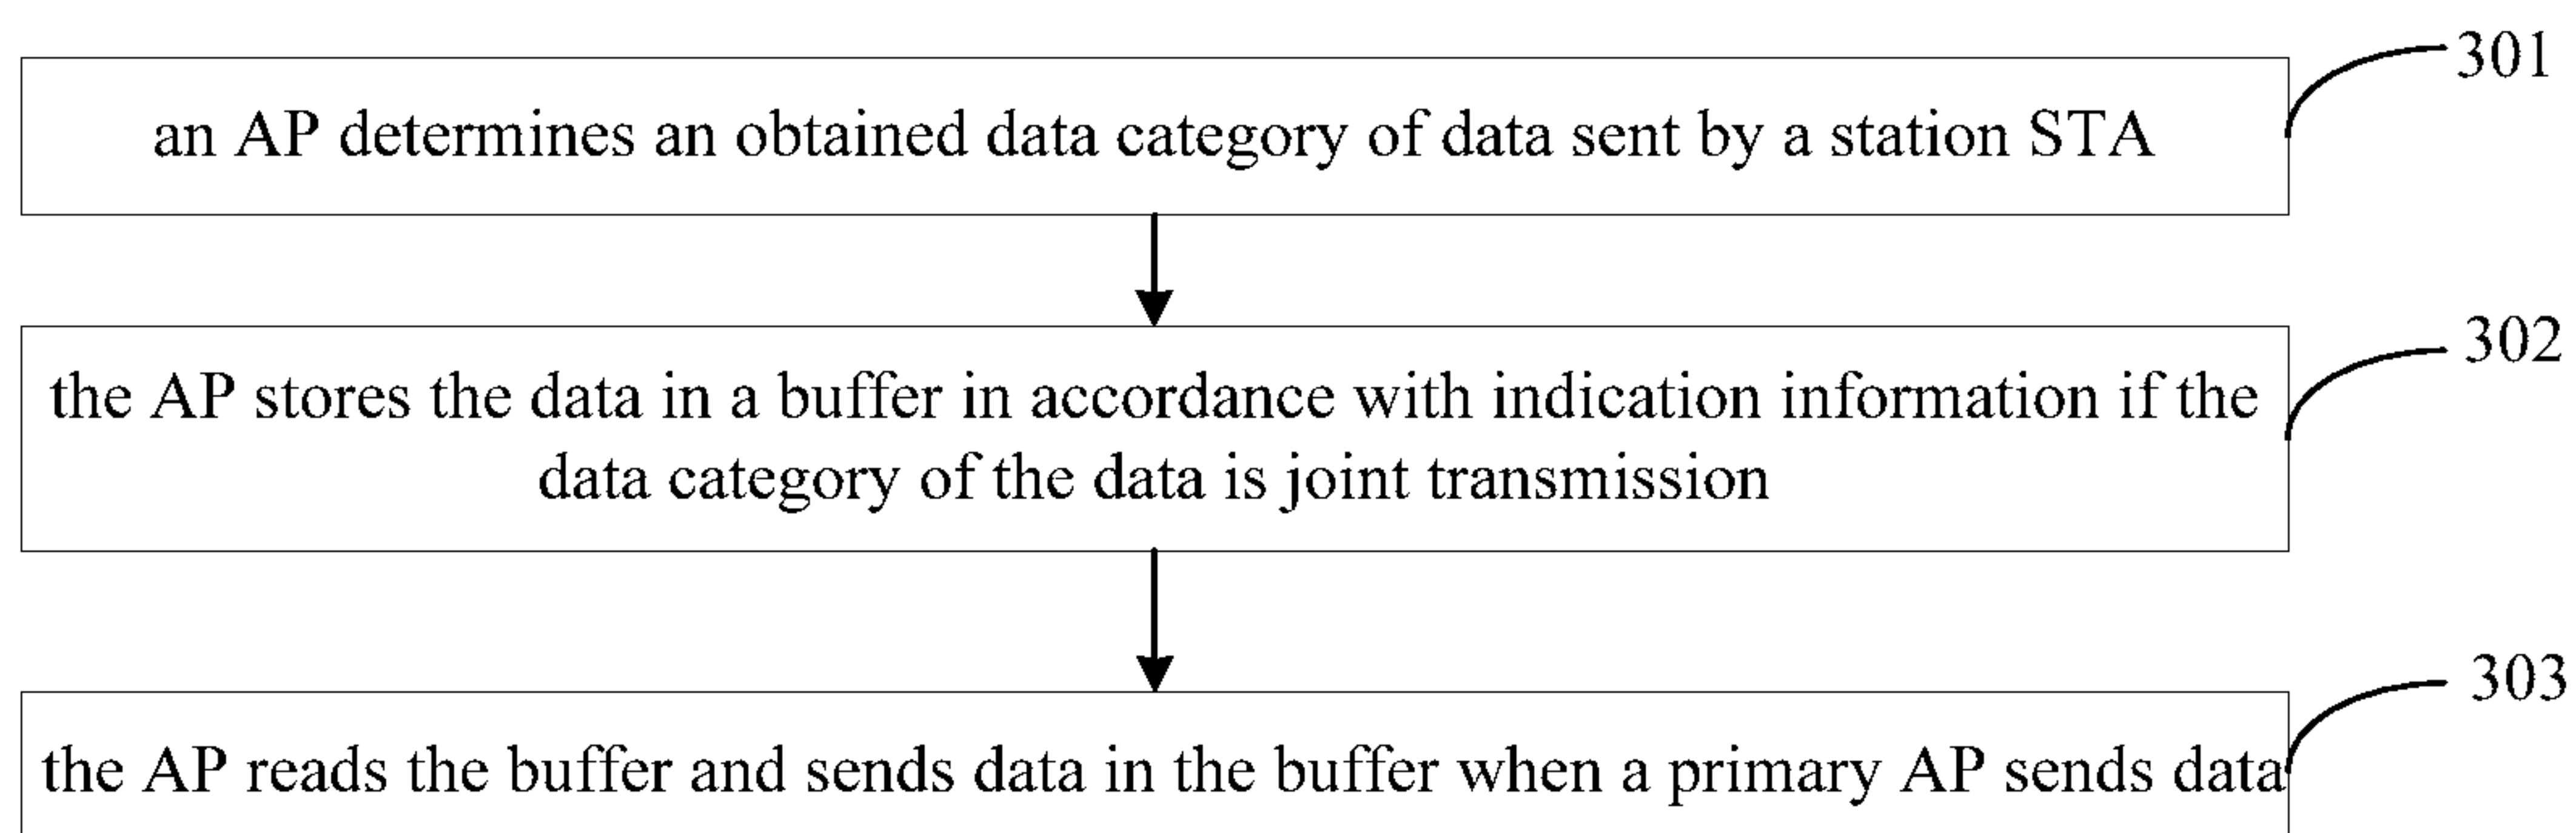 301
an AP determines an obtained data category of data sent by a station STA
302
the AP stores the data in a buffer in accordance with indication information if the
data category of the data is joint transmission
303
the AP reads the buffer and sends data in the buffer when a primary AP sends data